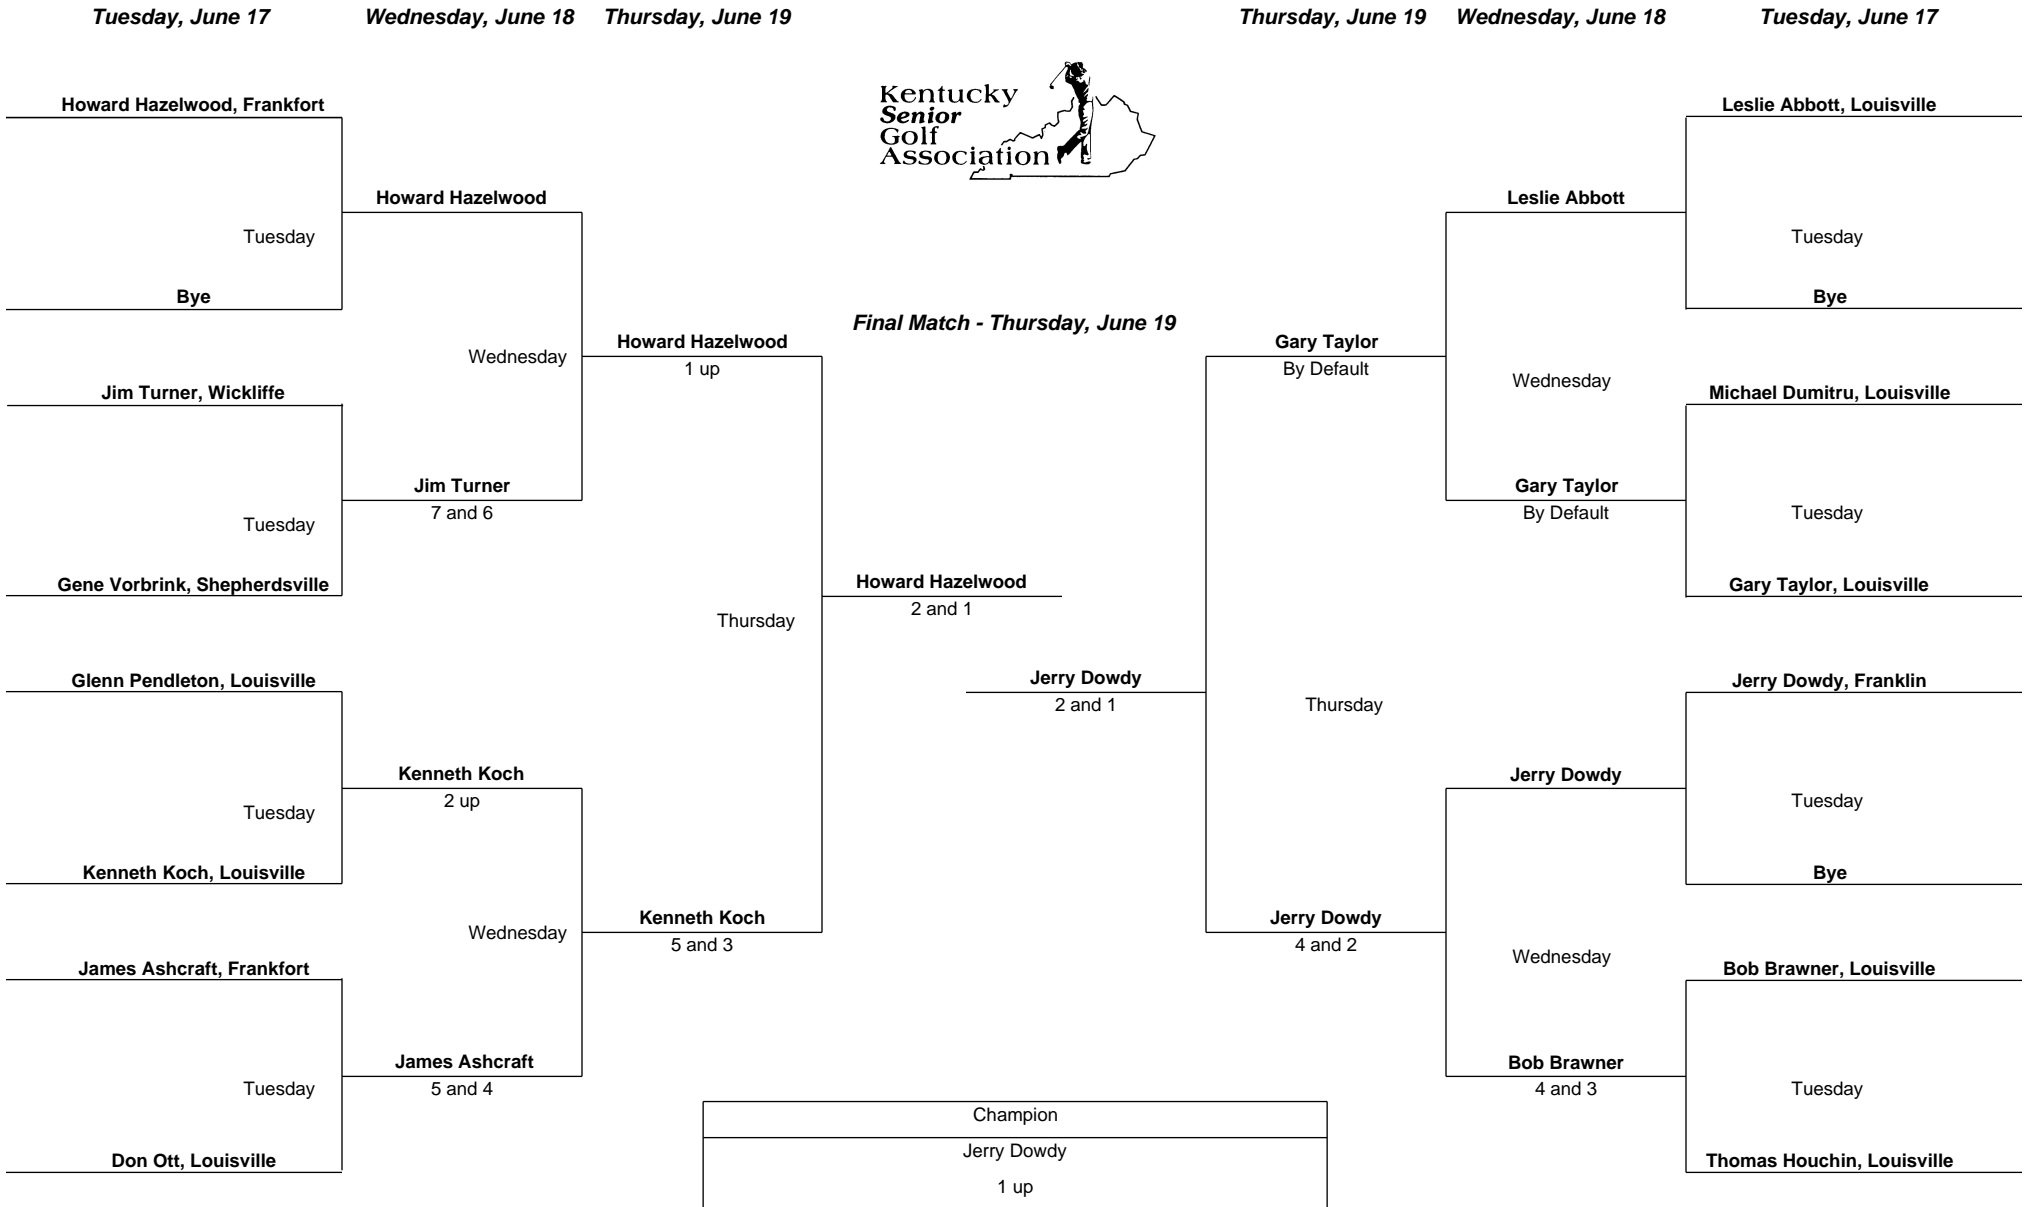 Tuesday, June 17 Wednesday, June 18 Thursday, June 19 Thursday, June 19 Wednesday, June 18 Tuesday, June 17
Kentucky
Senior
Golf
Association
Howard Hazelwood, Frankfort
Leslie Abbott, Louisville
Howard Hazelwood
Leslie Abbott
Tuesday
Tuesday
Bye
Bye
Final Match - Thursday, June 19
Howard Hazelwood
Gary Taylor
Wednesday
1 up
By Default
Wednesday
Jim Turner, Wickliffe
Michael Dumitru, Louisville
Jim Turner
Gary Taylor
7 and 6
By Default
Tuesday
Tuesday
Gene Vorbrink, Shepherdsville
Howard Hazelwood
Gary Taylor, Louisville
2 and 1
Thursday
Glenn Pendleton, Louisville
Jerry Dowdy
Jerry Dowdy, Franklin
2 and 1
Thursday
Kenneth Koch
Jerry Dowdy
2 up
Tuesday
Tuesday
Kenneth Koch, Louisville
Bye
Kenneth Koch
Jerry Dowdy
Wednesday
5 and 3
4 and 2
Wednesday
James Ashcraft, Frankfort
Bob Brawner, Louisville
James Ashcraft
Bob Brawner
5 and 4
4 and 3
Tuesday
Tuesday
Champion
Jerry Dowdy
Don Ott, Louisville
Thomas Houchin, Louisville
1 up